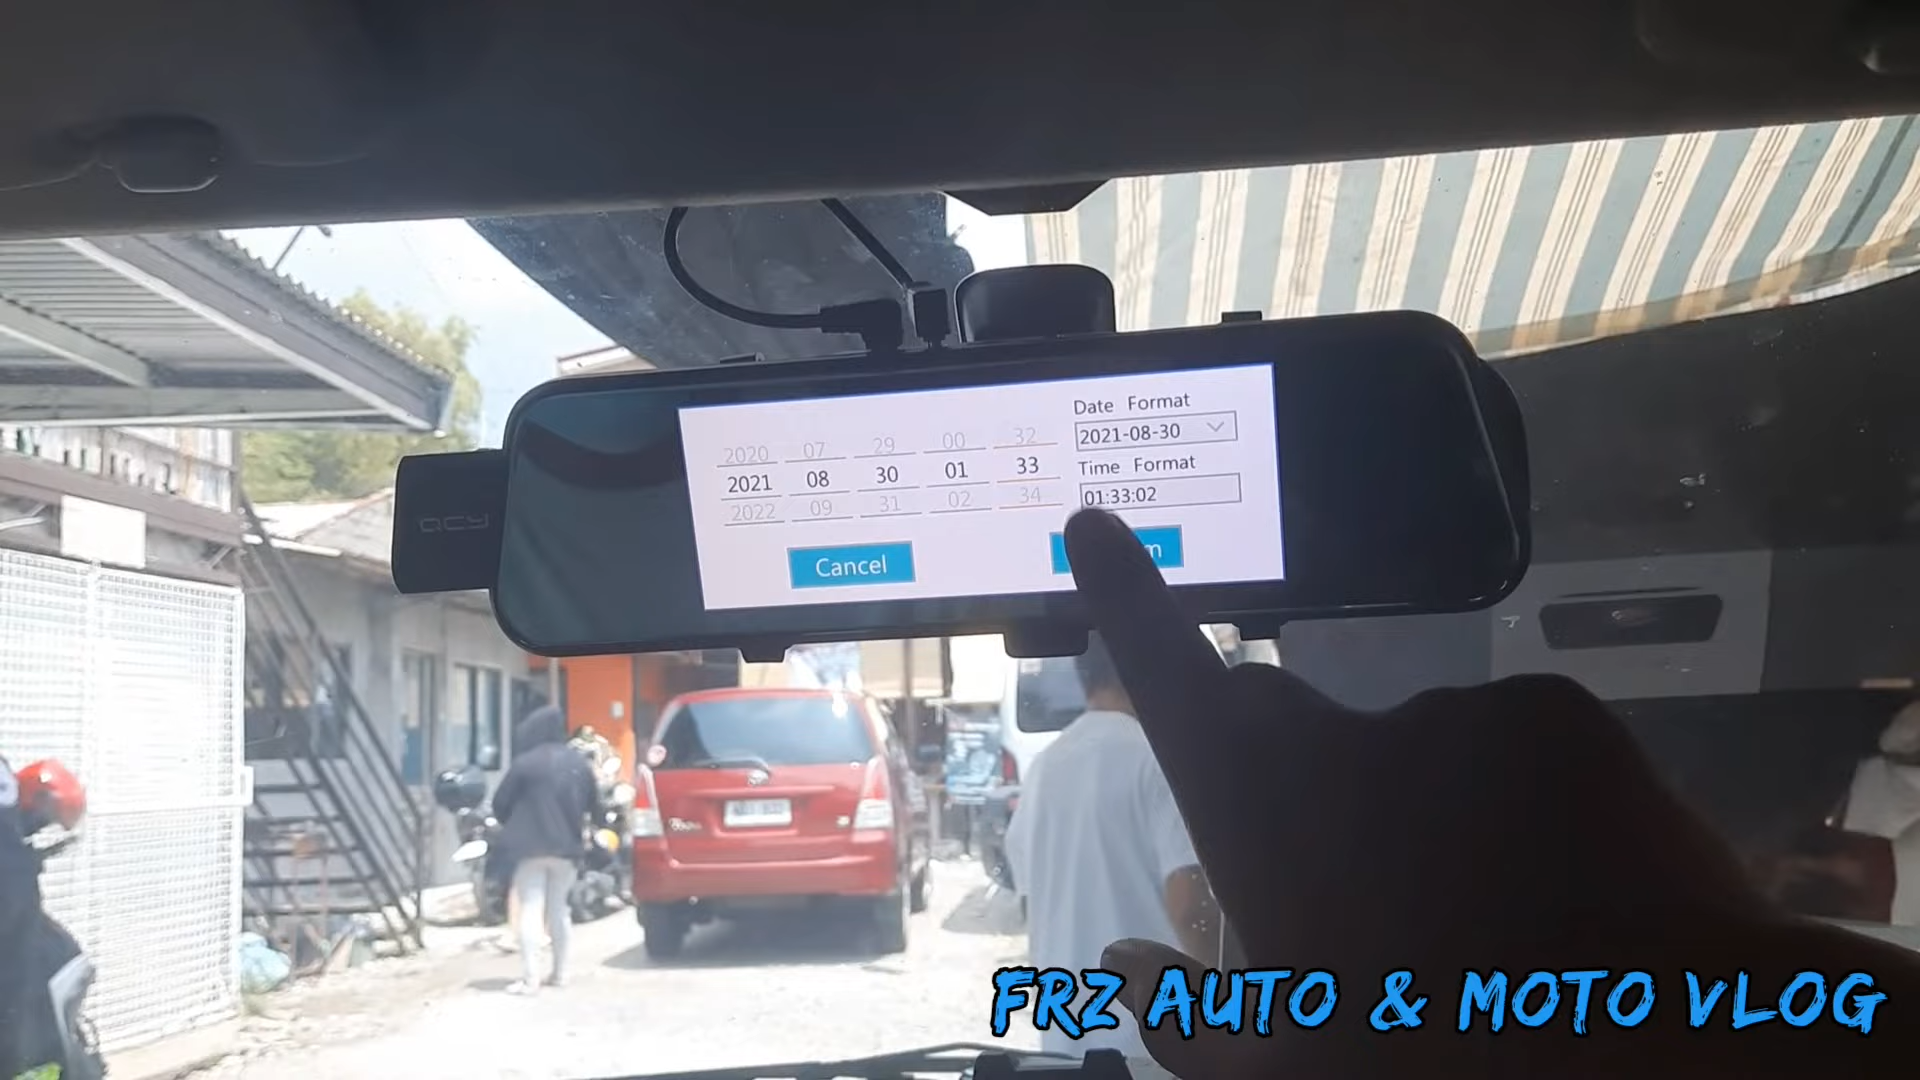 Date Format
2021-08-30
Time Format
01:33:02
2020 07 29 00 32
2021 08 30 01 33
2022 09 31 02 34
Cancel
QCY
FRZ AUTO & MOTO VLOG